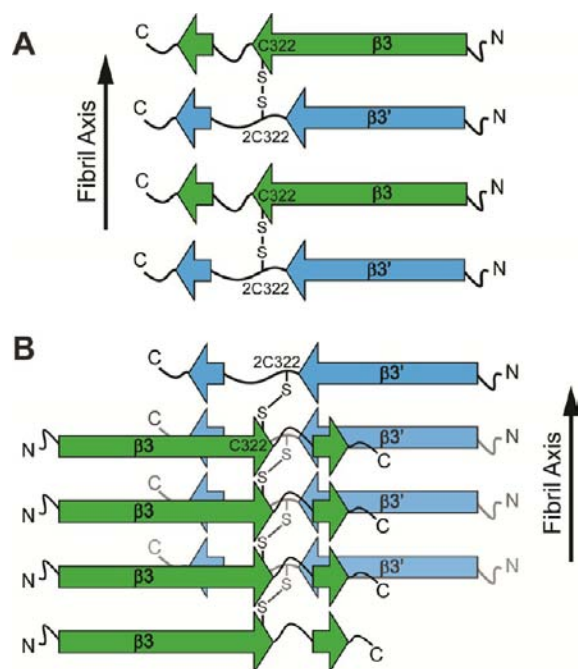 A
Fibril Axis
C C322 β3 N
S
S
C 2C322 β3' N
C C322 β3 N
S
S
C 2C322 β3' N
B
Fibril Axis
C 2C322 β3' N
S
S
N β3 C322 β3' N
S
C
S
N β3 β3' N
S
C
S
C
N β3 β3' N
S
C
S
N β3 C